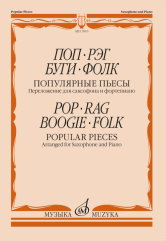 Popular Pieces
Saxophone and Piano
ПОП · РЭГ
БУГИ · ФОЛК
ПОПУЛЯРНЫЕ ПЬЕСЫ
Переложение для саксофона и фортепиано
POP · RAG
BOOGIE · FOLK
POPULAR PIECES
Arranged for Saxophone and Piano
МУЗЫКА
MUZYKA